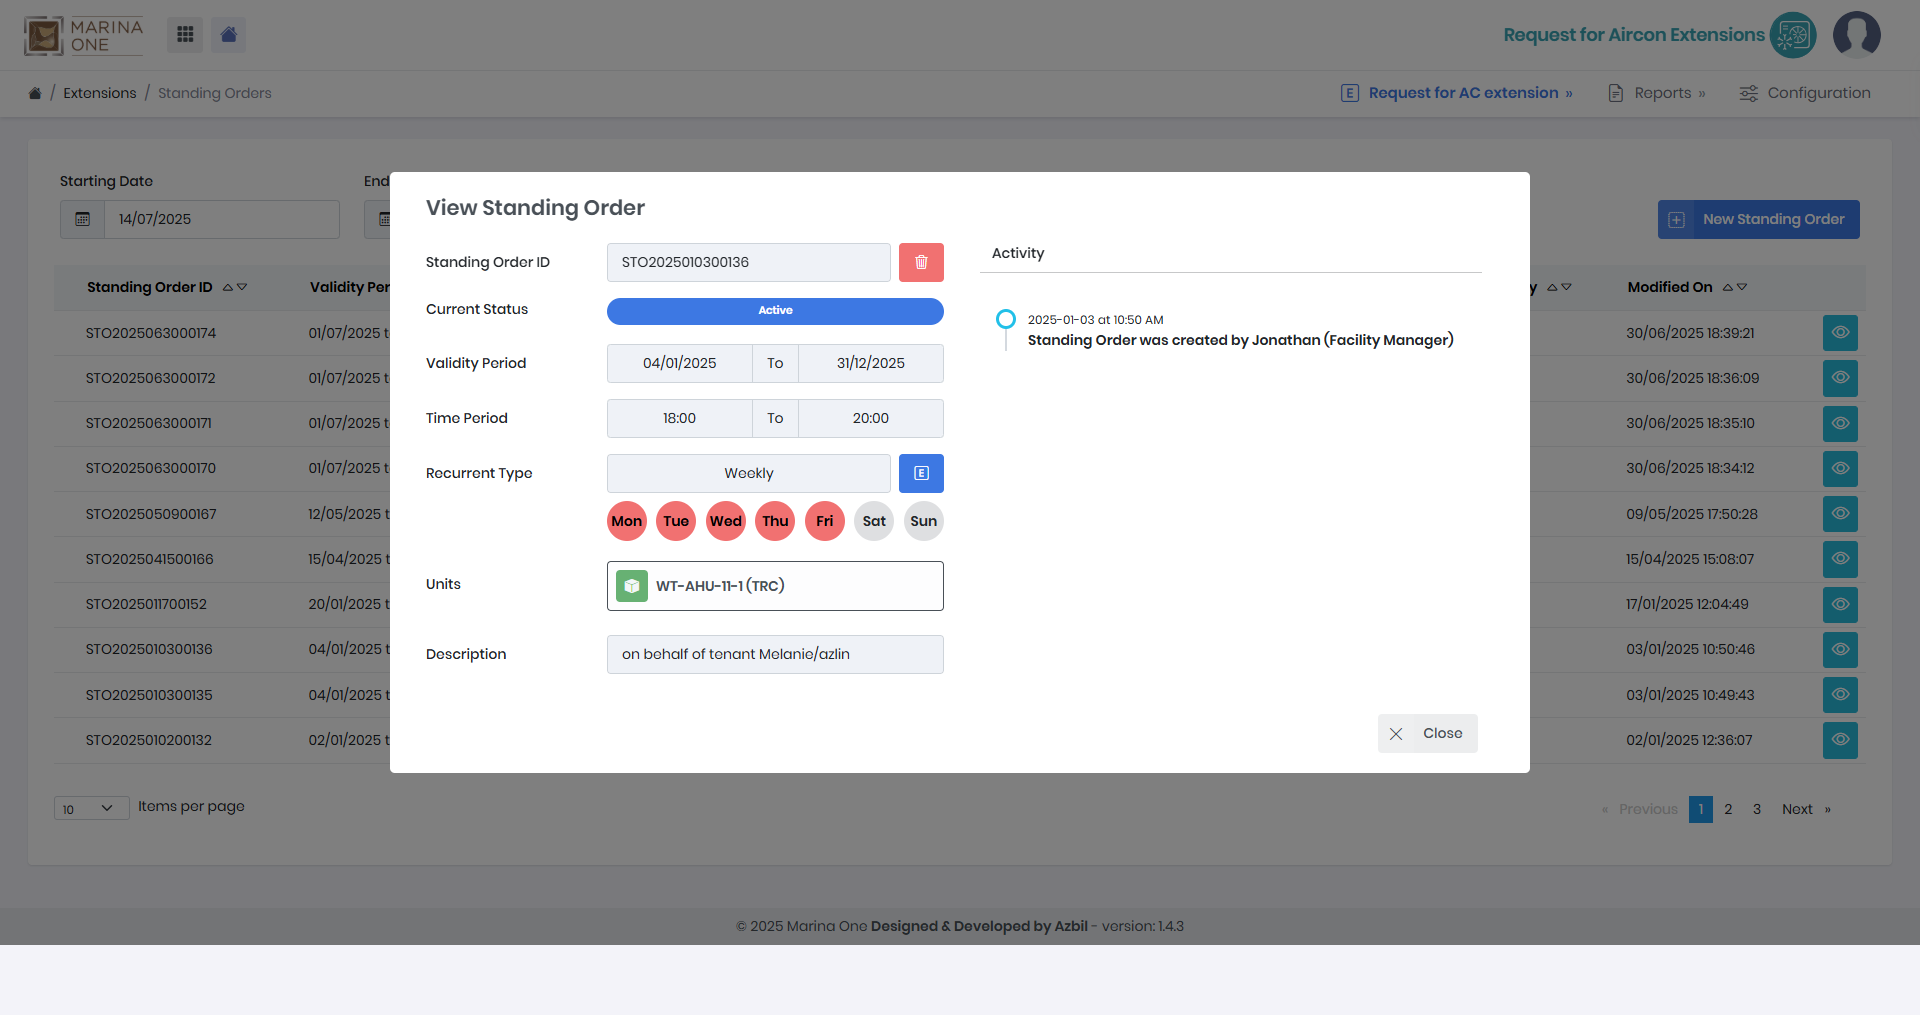 MARINA
ONE
Request for Aircon Extensions
/ Extensions / Standing Orders
E Request for AC extension »
Reports »
Configuration
Starting Date
End
14/07/2025
New Standing Order
Standing Order ID
Validity Per
y
Modified On
STO2025063000174
01/07/2025 t
30/06/2025 18:39:21
STO2025063000172
01/07/2025 t
30/06/2025 18:36:09
STO2025063000171
01/07/2025 t
30/06/2025 18:35:10
STO2025063000170
01/07/2025 t
30/06/2025 18:34:12
STO2025050900167
12/05/2025 t
09/05/2025 17:50:28
STO2025041500166
15/04/2025 t
15/04/2025 15:08:07
STO2025011700152
20/01/2025 t
17/01/2025 12:04:49
STO2025010300136
04/01/2025 t
03/01/2025 10:50:46
STO2025010300135
04/01/2025 t
03/01/2025 10:49:43
STO2025010200132
02/01/2025 t
02/01/2025 12:36:07
View Standing Order
Standing Order ID
STO2025010300136
Current Status
Active
Validity Period
04/01/2025 To 31/12/2025
Time Period
18:00 To 20:00
Recurrent Type
Weekly
E
Mon Tue Wed Thu Fri Sat Sun
Units
WT-AHU-11-1 (TRC)
Description
on behalf of tenant Melanie/azlin
Activity
2025-01-03 at 10:50 AM
Standing Order was created by Jonathan (Facility Manager)
Close
10 Items per page
« Previous 1 2 3 Next »
© 2025 Marina One Designed & Developed by Azbil - version: 1.4.3